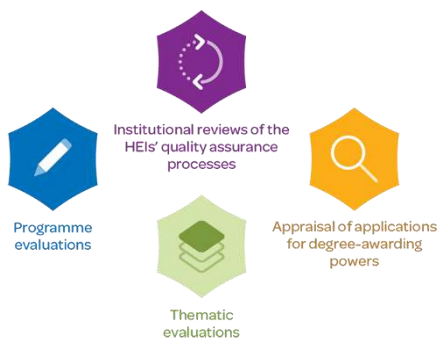 Institutional reviews of the
HEIs' quality assurance
processes
Programme
evaluations
Appraisal of applications
for degree-awarding
powers
Thematic
evaluations